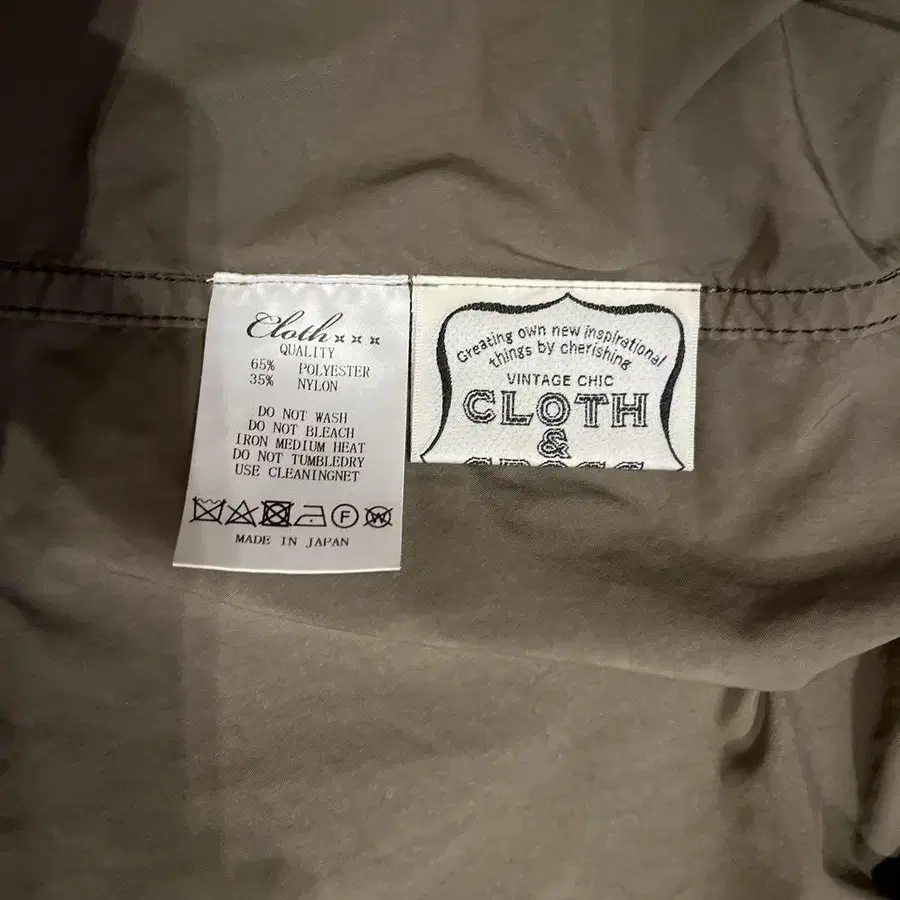 Cloth xxx
QUALITY
65% POLYESTER
35% NYLON
DO NOT WASH
DO NOT BLEACH
IRON MEDIUM HEAT
DO NOT TUMBLEDRY
USE CLEANINGNET
F W
MADE IN JAPAN
Creating own new inspirational
things by cherishing
VINTAGE CHIC
CLOTH
&